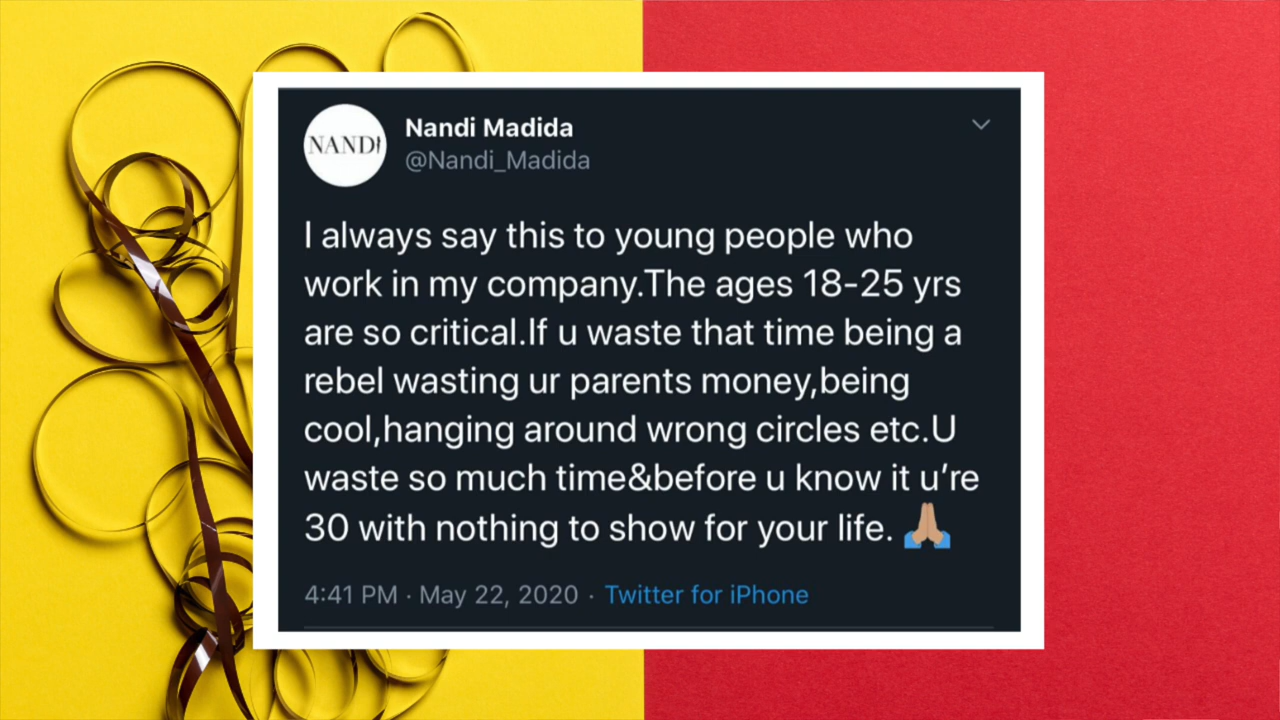 NANDI
Nandi Madida
@Nandi_Madida
I always say this to young people who
work in my company.The ages 18-25 yrs
are so critical.If u waste that time being a
rebel wasting ur parents money,being
cool,hanging around wrong circles etc.U
waste so much time&before u know it u’re
30 with nothing to show for your life. 🙏🏽
4:41 PM · May 22, 2020 · Twitter for iPhone